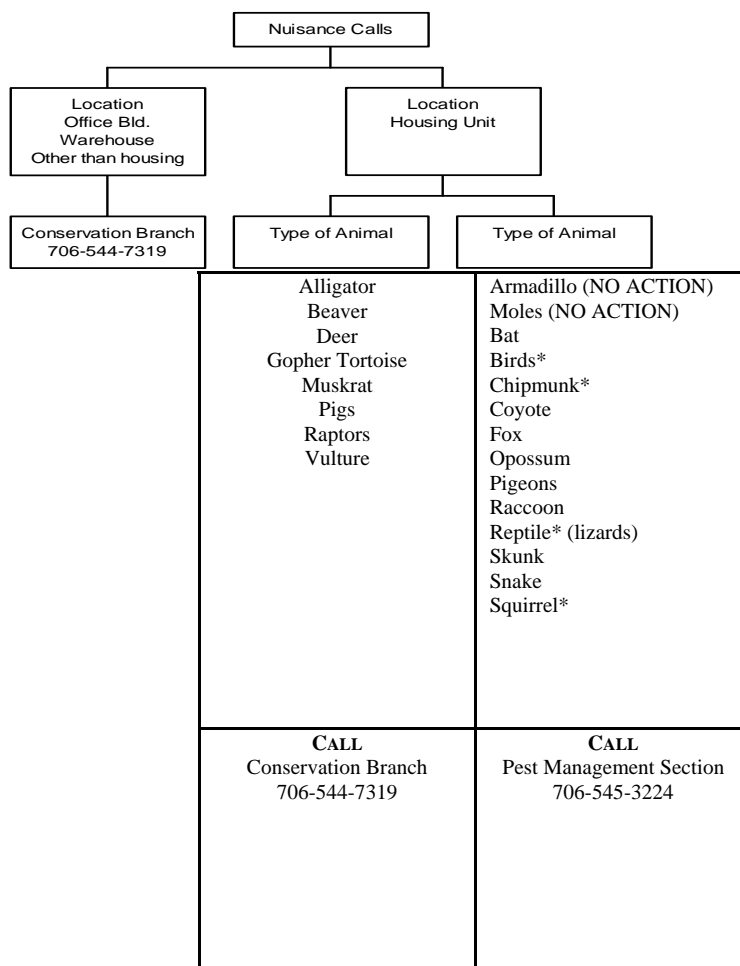 Nuisance Calls
Location
Office Bld.
Warehouse
Other than housing
Location
Housing Unit
Conservation Branch
706-544-7319
Type of Animal
Type of Animal
Alligator
Beaver
Deer
Gopher Tortoise
Muskrat
Pigs
Raptors
Vulture
Armadillo (NO ACTION)
Moles (NO ACTION)
Bat
Birds*
Chipmunk*
Coyote
Fox
Opossum
Pigeons
Raccoon
Reptile* (lizards)
Skunk
Snake
Squirrel*
CALL
Conservation Branch
706-544-7319
CALL
Pest Management Section
706-545-3224